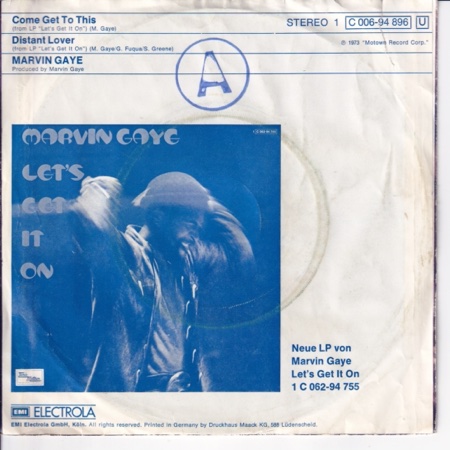 Come Get To This
(from LP "Let's Get It On") (M. Gaye)
STEREO 1 C 006-94 896 U
Distant Lover
(from LP "Let's Get It On") (M. Gaye/G. Fuqua/S. Greene)
℗ 1973 "Motown Record Corp."
MARVIN GAYE
Produced by Marvin Gaye
A
MARVIN GAYE
LET'S
GET
IT
ON
Neue LP von
Marvin Gaye
Let's Get It On
1 C 062-94 755
EMI ELECTROLA
EMI Electrola GmbH, Köln. All rights reserved. Printed in Germany by Druckhaus Maack KG, 588 Lüdenscheid.